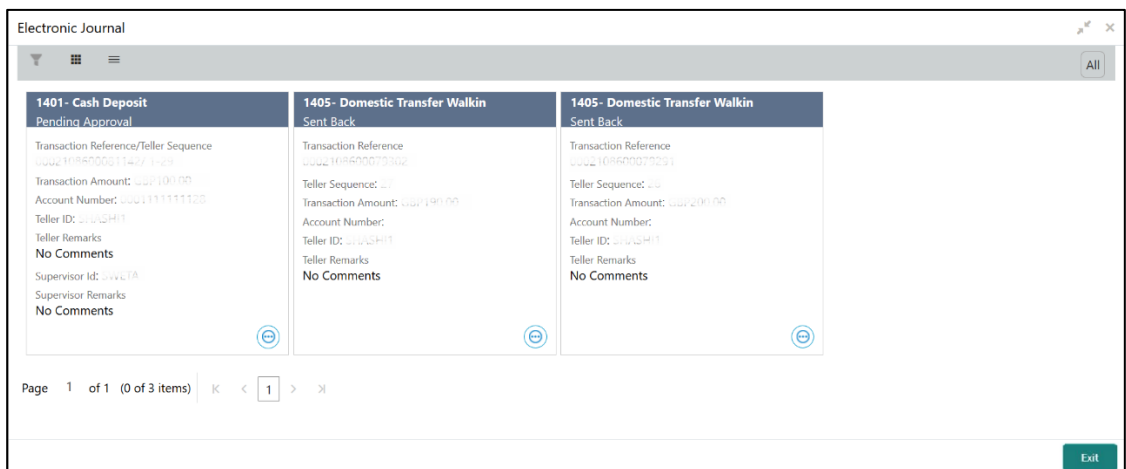 Electronic Journal
All
1401- Cash Deposit
Pending Approval
Transaction Reference/Teller Sequence
Transaction Amount:
Account Number:
Teller ID:
Teller Remarks
No Comments
Supervisor Id:
Supervisor Remarks
No Comments
1405- Domestic Transfer Walkin
Sent Back
Transaction Reference
Teller Sequence:
Transaction Amount:
Account Number:
Teller ID:
Teller Remarks
No Comments
1405- Domestic Transfer Walkin
Sent Back
Transaction Reference
Teller Sequence:
Transaction Amount:
Account Number:
Teller ID:
Teller Remarks
No Comments
Page 1 of 1 (0 of 3 items) 1
Exit